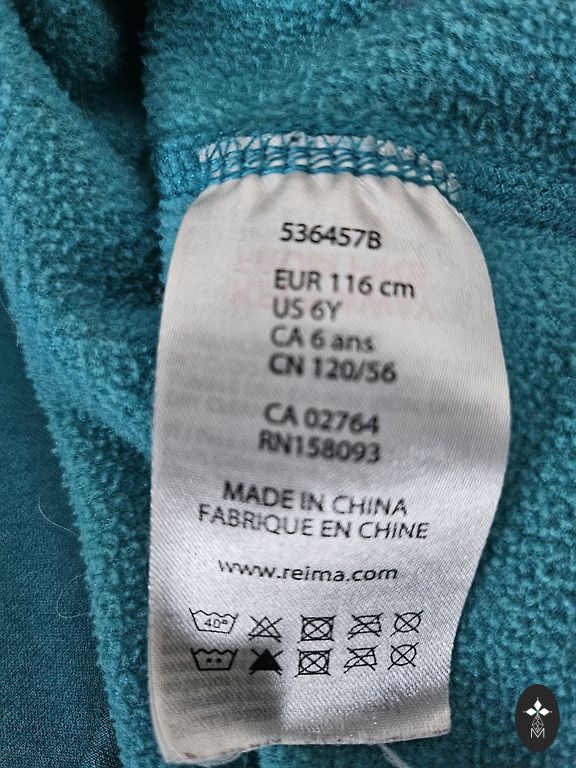 536457B
EUR 116 cm
US 6Y
CA 6 ans
CN 120/56
CA 02764
RN158093
MADE IN CHINA
FABRIQUE EN CHINE
www.reima.com
40°